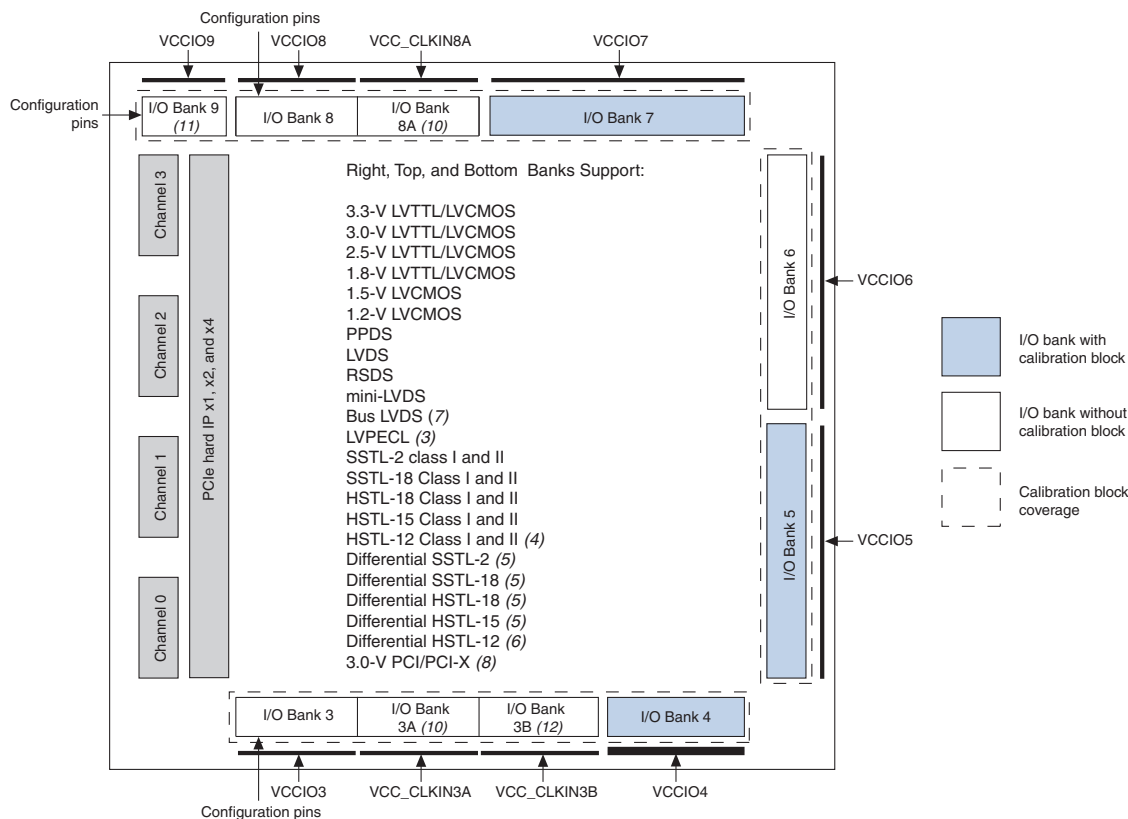 Configuration pins
VCCIO9
VCCIO8
VCC_CLKIN8A
VCCIO7
Configuration
pins
I/O Bank 9
(11)
I/O Bank 8
I/O Bank
8A (10)
I/O Bank 7
Channel 3
Channel 2
Channel 1
Channel 0
PCIe hard IP x1, x2, and x4
Right, Top, and Bottom Banks Support:
3.3-V LVTTL/LVCMOS
3.0-V LVTTL/LVCMOS
2.5-V LVTTL/LVCMOS
1.8-V LVTTL/LVCMOS
1.5-V LVCMOS
1.2-V LVCMOS
PPDS
LVDS
RSDS
mini-LVDS
Bus LVDS (7)
LVPECL (3)
SSTL-2 class I and II
SSTL-18 Class I and II
HSTL-18 Class I and II
HSTL-15 Class I and II
HSTL-12 Class I and II (4)
Differential SSTL-2 (5)
Differential SSTL-18 (5)
Differential HSTL-18 (5)
Differential HSTL-15 (5)
Differential HSTL-12 (6)
3.0-V PCI/PCI-X (8)
I/O Bank 6
VCCIO6
I/O Bank 5
VCCIO5
I/O bank with
calibration block
I/O bank without
calibration block
Calibration block
coverage
I/O Bank 3
I/O Bank
3A (10)
I/O Bank
3B (12)
I/O Bank 4
VCCIO3
VCC_CLKIN3A
VCC_CLKIN3B
VCCIO4
Configuration pins